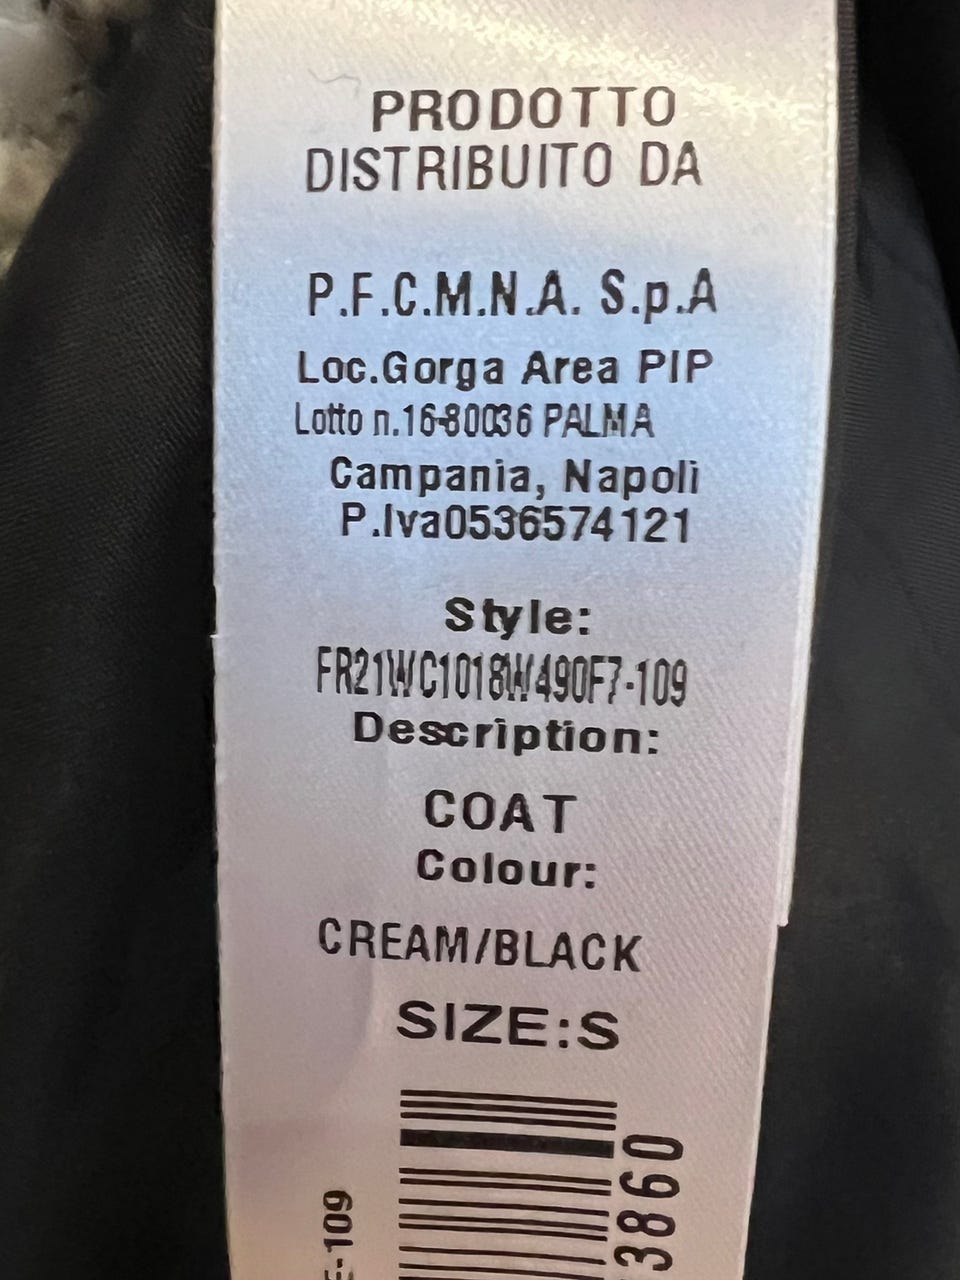 PRODOTTO
DISTRIBUITO DA
P.F.C.M.N.A. S.p.A
Loc.Gorga Area PIP
Lotto n.16-80036 PALMA
Campania, Napoli
P.Iva0536574121
Style:
FR21WC1018W490F7-109
Description:
COAT
Colour:
CREAM/BLACK
SIZE:S
3860
-109